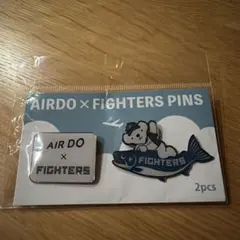 AIRDO × FiGHTERS PINS
AIR DO
×
FIGHTERS
FIGHTERS
2pcs